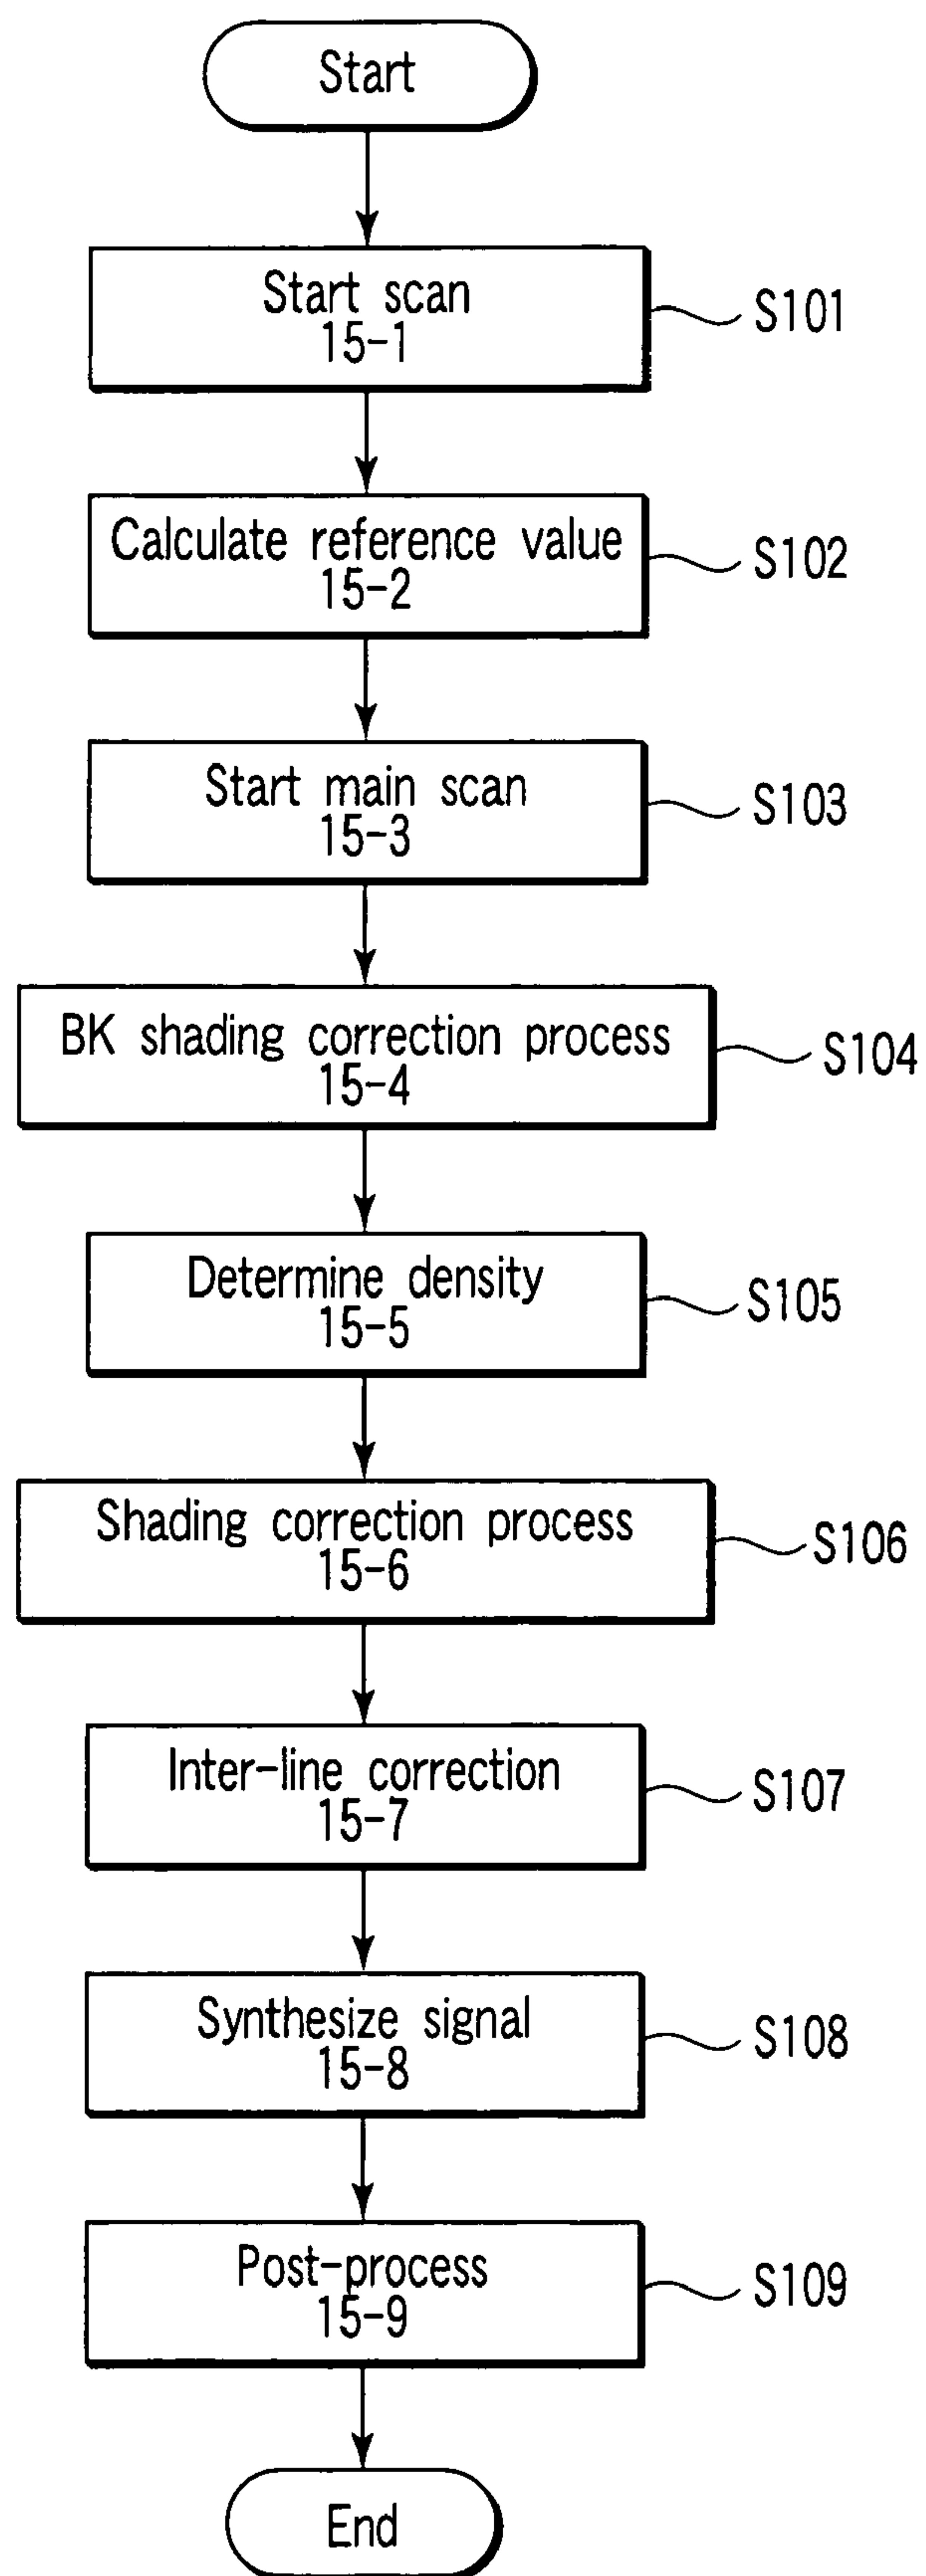 Start
Start scan
15-1
S101
Calculate reference value
15-2
S102
Start main scan
15-3
S103
BK shading correction process
15-4
S104
Determine density
15-5
S105
Shading correction process
15-6
S106
Inter-line correction
15-7
S107
Synthesize signal
15-8
S108
Post-process
15-9
S109
End